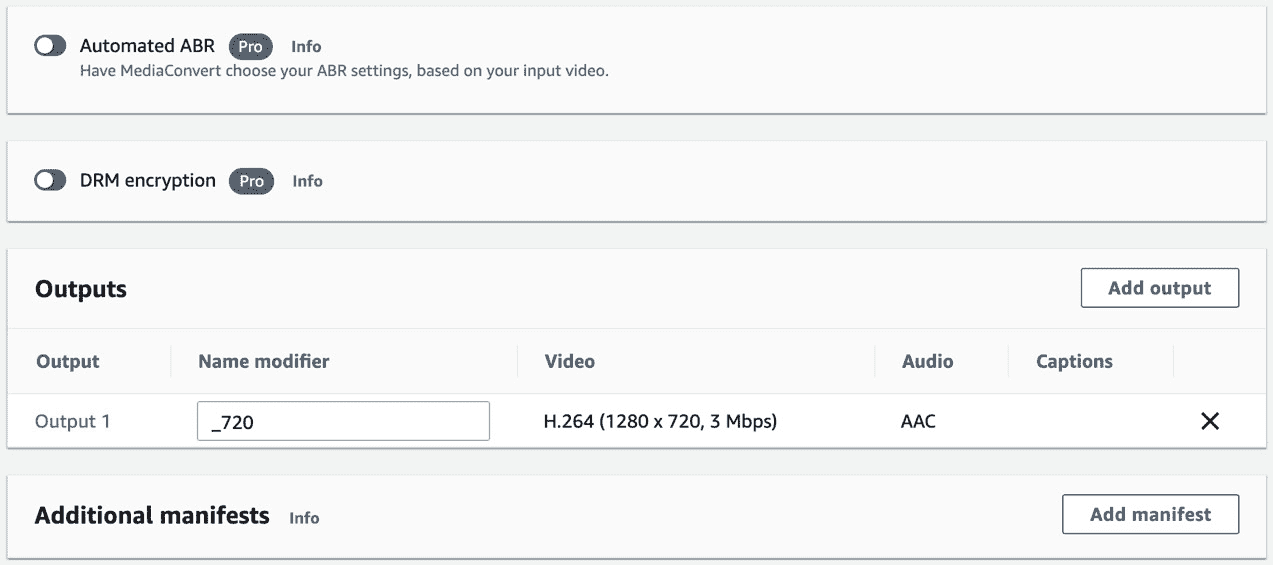 Automated ABR Pro Info
Have MediaConvert choose your ABR settings, based on your input video.
DRM encryption Pro Info
Outputs Add output
Output Name modifier Video Audio Captions
Output 1 _720 H.264 (1280 x 720, 3 Mbps) AAC
Additional manifests Info Add manifest